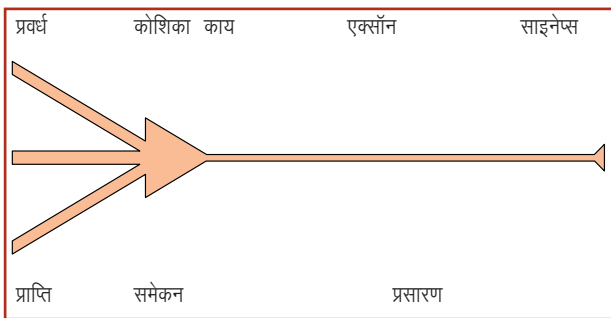 प्रवर्ध कोशिका काय एक्सॉन साइनेप्स
प्राप्ति समेकन प्रसारण